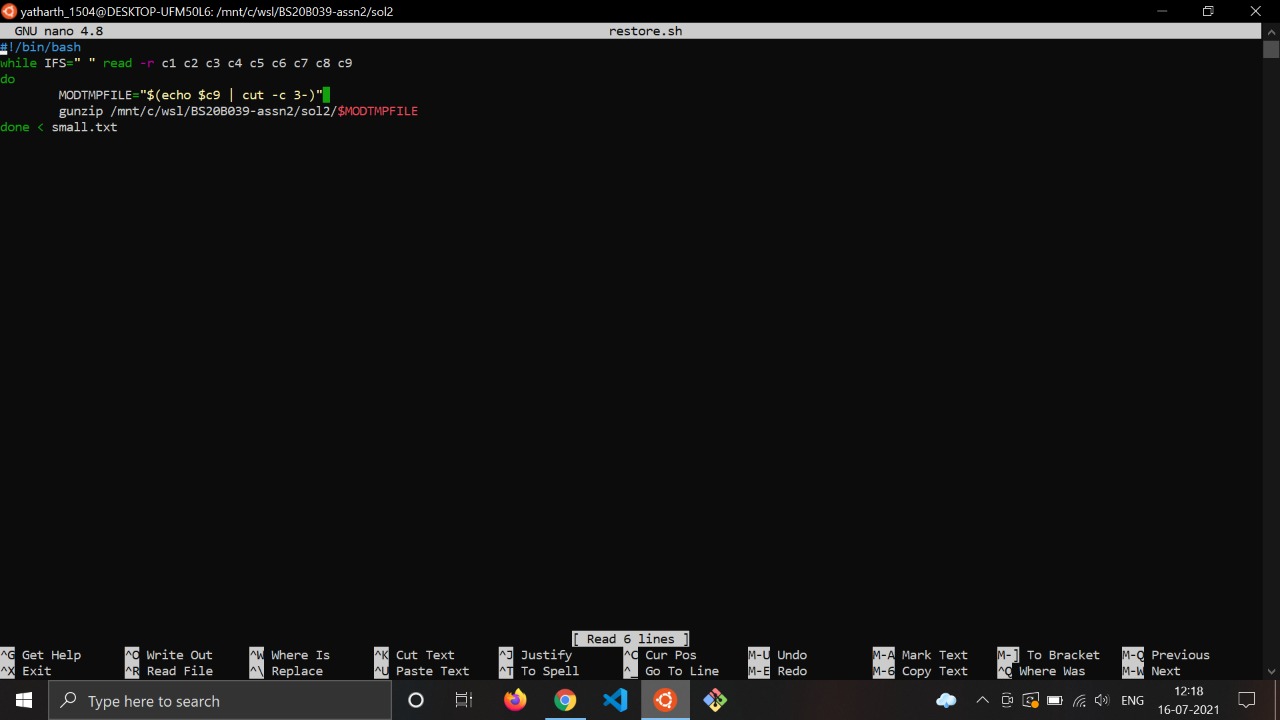 yatharth_1504@DESKTOP-UFM50L6: /mnt/c/wsl/BS20B039-assn2/sol2
GNU nano 4.8 restore.sh
#!/bin/bash
while IFS=" " read -r c1 c2 c3 c4 c5 c6 c7 c8 c9
do
MODTMPFILE="$(echo $c9 | cut -c 3-)"
gunzip /mnt/c/wsl/BS20B039-assn2/sol2/$MODTMPFILE
done < small.txt
[ Read 6 lines ]
^G Get Help ^O Write Out ^W Where Is ^K Cut Text ^J Justify ^C Cur Pos M-U Undo M-A Mark Text M-] To Bracket M-Q Previous
^X Exit ^R Read File ^\ Replace ^U Paste Text ^T To Spell ^_ Go To Line M-E Redo M-6 Copy Text ^Q Where Was M-W Next
Type here to search
ENG
12:18
16-07-2021